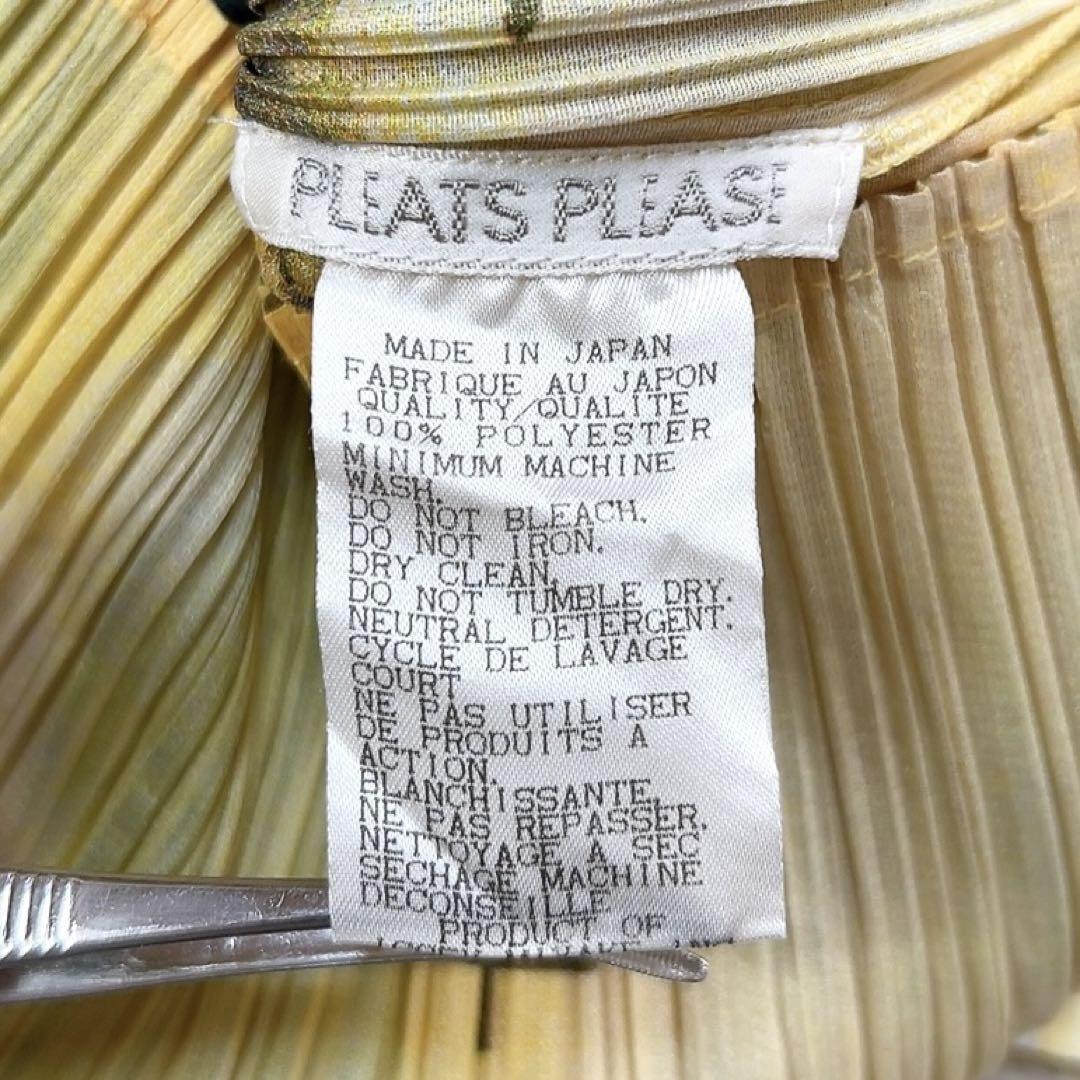 PLEATS PLEASE
MADE IN JAPAN
FABRIQUE AU JAPON
QUALITY/QUALITE
100% POLYESTER
MINIMUM MACHINE
WASH.
DO NOT BLEACH.
DO NOT IRON.
DRY CLEAN.
DO NOT TUMBLE DRY.
NEUTRAL DETERGENT.
CYCLE DE LAVAGE
COURT
NE PAS UTILISER
DE PRODUITS A
ACTION.
BLANCHISSANTE.
NE PAS REPASSER.
NETTOYAGE A SEC
SECHAGE MACHINE
DECONSEILLE
PRODUCT OF